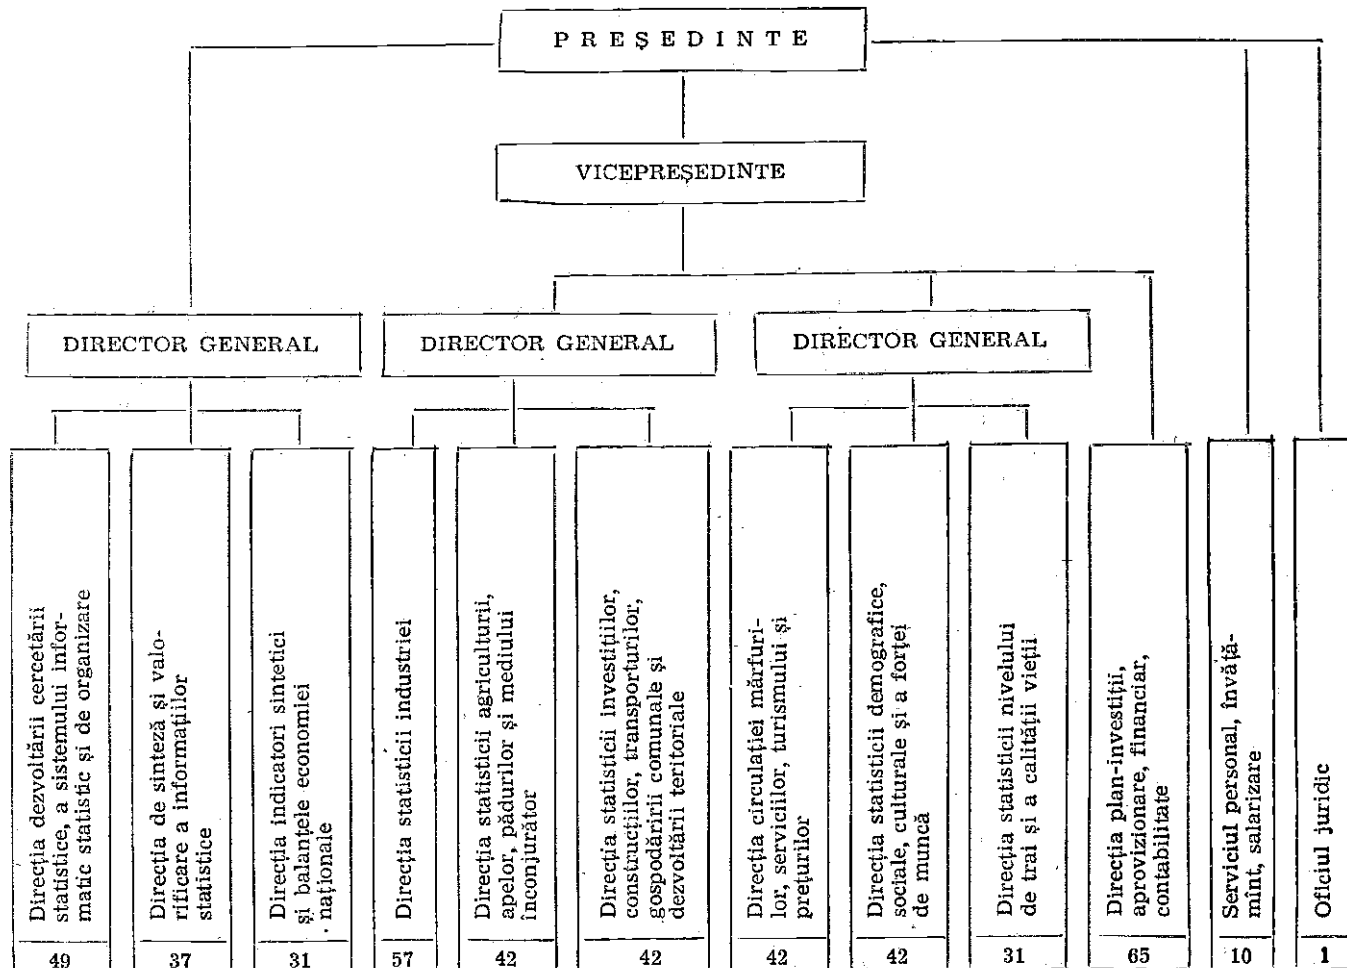 PREȘEDINTE
VICEPREȘEDINTE
DIRECTOR GENERAL
DIRECTOR GENERAL
DIRECTOR GENERAL
Direcția dezvoltării cercetării
statistice, a sistemului infor-
matic statistic și de organizare
49
Direcția de sinteză și valo-
rificare a informațiilor
statistice
37
Direcția indicatori sintetici
și balanțele economiei
naționale
31
Direcția statisticii industriei
57
Direcția statisticii agriculturii,
apelor, pădurilor și mediului
înconjurător
42
Direcția statisticii investițiilor,
construcțiilor, transporturilor,
gospodăririi comunale și
dezvoltării teritoriale
42
Direcția circulației mărfuri-
lor, serviciilor, turismului și
prețurilor
42
Direcția statisticii demografice,
sociale, culturale și a forței
de muncă
42
Direcția statisticii nivelului
de trai și a calității vieții
31
Direcția plan-investiții,
aprovizionare, financiar,
contabilitate
65
Serviciul personal, învăță-
mînt, salarizare
10
Oficiul juridic
1